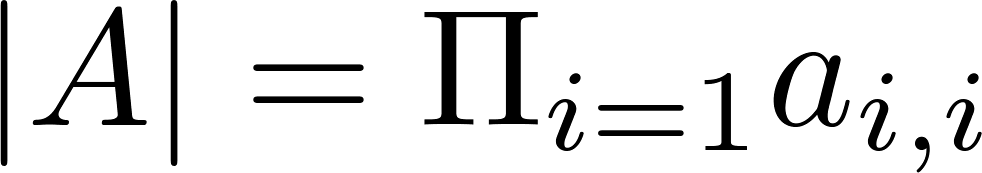 |A| = Π_{i=1} a_{i,i}